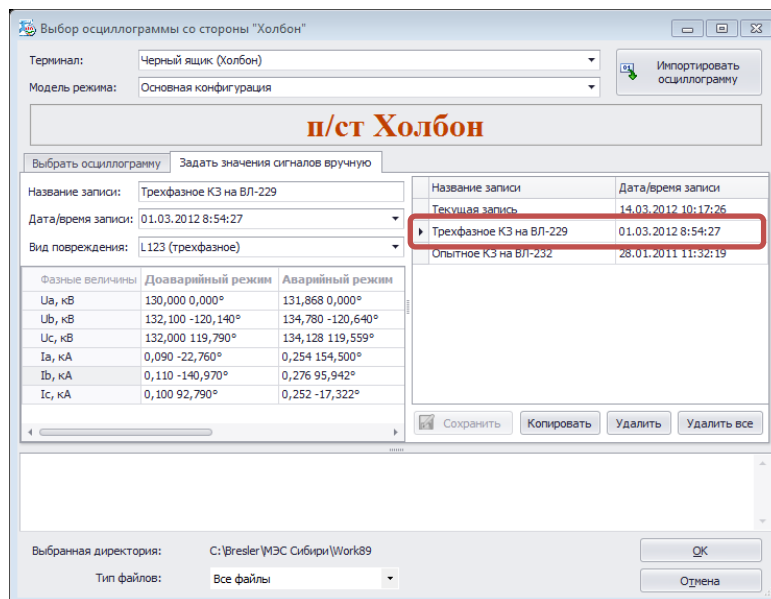 Выбор осциллограммы со стороны "Холбон"
Терминал: Черный ящик (Холбон)
Модель режима: Основная конфигурация
Импортировать осциллограмму
п/ст Холбон
Выбрать осциллограмму Задать значения сигналов вручную
Название записи: Трехфазное КЗ на ВЛ-229
Дата/время записи: 01.03.2012 8:54:27
Вид повреждения: L123 (трехфазное)
Фазные величины Доаварийный режим Аварийный режим
Ua, кВ 130,000 0,000° 131,868 0,000°
Ub, кВ 132,100 -120,140° 134,780 -120,640°
Uc, кВ 132,000 119,790° 134,128 119,559°
Ia, кА 0,090 -22,760° 0,254 154,500°
Ib, кА 0,110 -140,970° 0,276 95,942°
Ic, кА 0,100 92,790° 0,252 -17,322°
Название записи Дата/время записи
Текущая запись 14.03.2012 10:17:26
Трехфазное КЗ на ВЛ-229 01.03.2012 8:54:27
Опытное КЗ на ВЛ-232 28.01.2011 11:32:19
Сохранить Копировать Удалить Удалить все
Выбранная директория: C:\Bresler\МЭС Сибири\Work89
Тип файлов: Все файлы
OK
Отмена